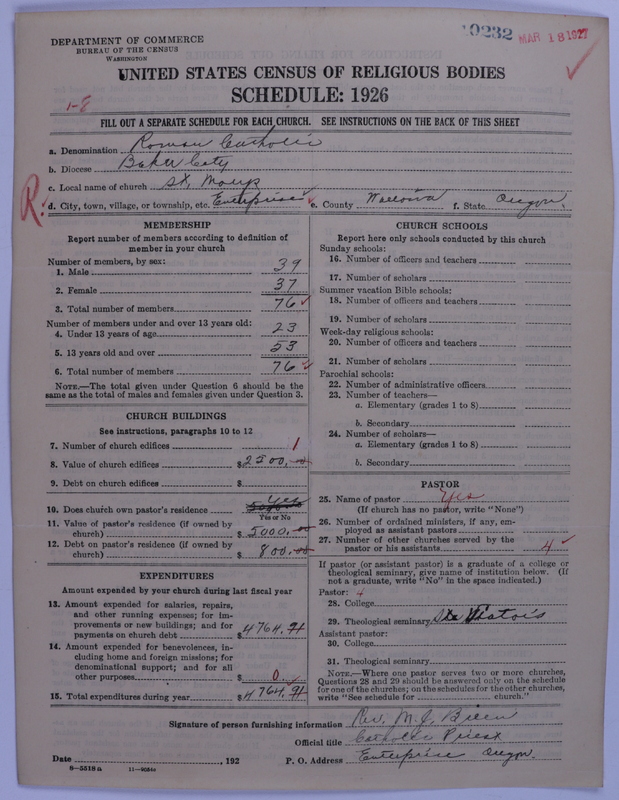 DEPARTMENT OF COMMERCE
BUREAU OF THE CENSUS
WASHINGTON
MAR 18 1927
UNITED STATES CENSUS OF RELIGIOUS BODIES
SCHEDULE: 1926
1-8
FILL OUT A SEPARATE SCHEDULE FOR EACH CHURCH. SEE INSTRUCTIONS ON THE BACK OF THIS SHEET
a. Denomination Roman Catholic
b. Diocese Baker City
c. Local name of church St. Marys
R.
d. City, town, village, or township, etc. Enterprise e. County Wallowa f. State Oregon
MEMBERSHIP
Report number of members according to definition of
member in your church
Number of members, by sex:
1. Male 39
2. Female 37
3. Total number of members 76
Number of members under and over 13 years old:
4. Under 13 years of age 23
5. 13 years old and over 53
6. Total number of members 76
NOTE.—The total given under Question 6 should be the
same as the total of males and females given under Question 3.
CHURCH BUILDINGS
See instructions, paragraphs 10 to 12
7. Number of church edifices 1
8. Value of church edifices $2500.00
9. Debt on church edifices $
10. Does church own pastor's residence Yes
Yes or No
11. Value of pastor's residence (if owned by
church) $5000.00
12. Debt on pastor's residence (if owned by
church) $800.00
EXPENDITURES
Amount expended by your church during last fiscal year
13. Amount expended for salaries, repairs,
and other running expenses; for im-
provements or new buildings; and for
payments on church debt $4764.91
14. Amount expended for benevolences, in-
cluding home and foreign missions; for
denominational support; and for all
other purposes $0
15. Total expenditures during year $4764.91
CHURCH SCHOOLS
Report here only schools conducted by this church
Sunday schools:
16. Number of officers and teachers
17. Number of scholars
Summer vacation Bible schools:
18. Number of officers and teachers
19. Number of scholars
Week-day religious schools:
20. Number of officers and teachers
21. Number of scholars
Parochial schools:
22. Number of administrative officers
23. Number of teachers—
a. Elementary (grades 1 to 8)
b. Secondary
24. Number of scholars—
a. Elementary (grades 1 to 8)
b. Secondary
PASTOR
25. Name of pastor Yes
(If church has no pastor, write "None")
26. Number of ordained ministers, if any, em-
ployed as assistant pastors
27. Number of other churches served by the
pastor or his assistants 4
If pastor (or assistant pastor) is a graduate of a college or
theological seminary, give name of institution below. (If
not a graduate, write "No" in the space indicated.)
Pastor: 4
28. College
29. Theological seminary
Assistant pastor:
30. College
31. Theological seminary
NOTE.—Where one pastor serves two or more churches,
Questions 28 and 29 should be answered only on the schedule
for one of the churches; on the schedules for the other churches,
write "See schedule for church."
Signature of person furnishing information Rev. M. J.
Official title Catholic Priest
Date , 192 P. O. Address Enterprise Oregon.
8—5518 a